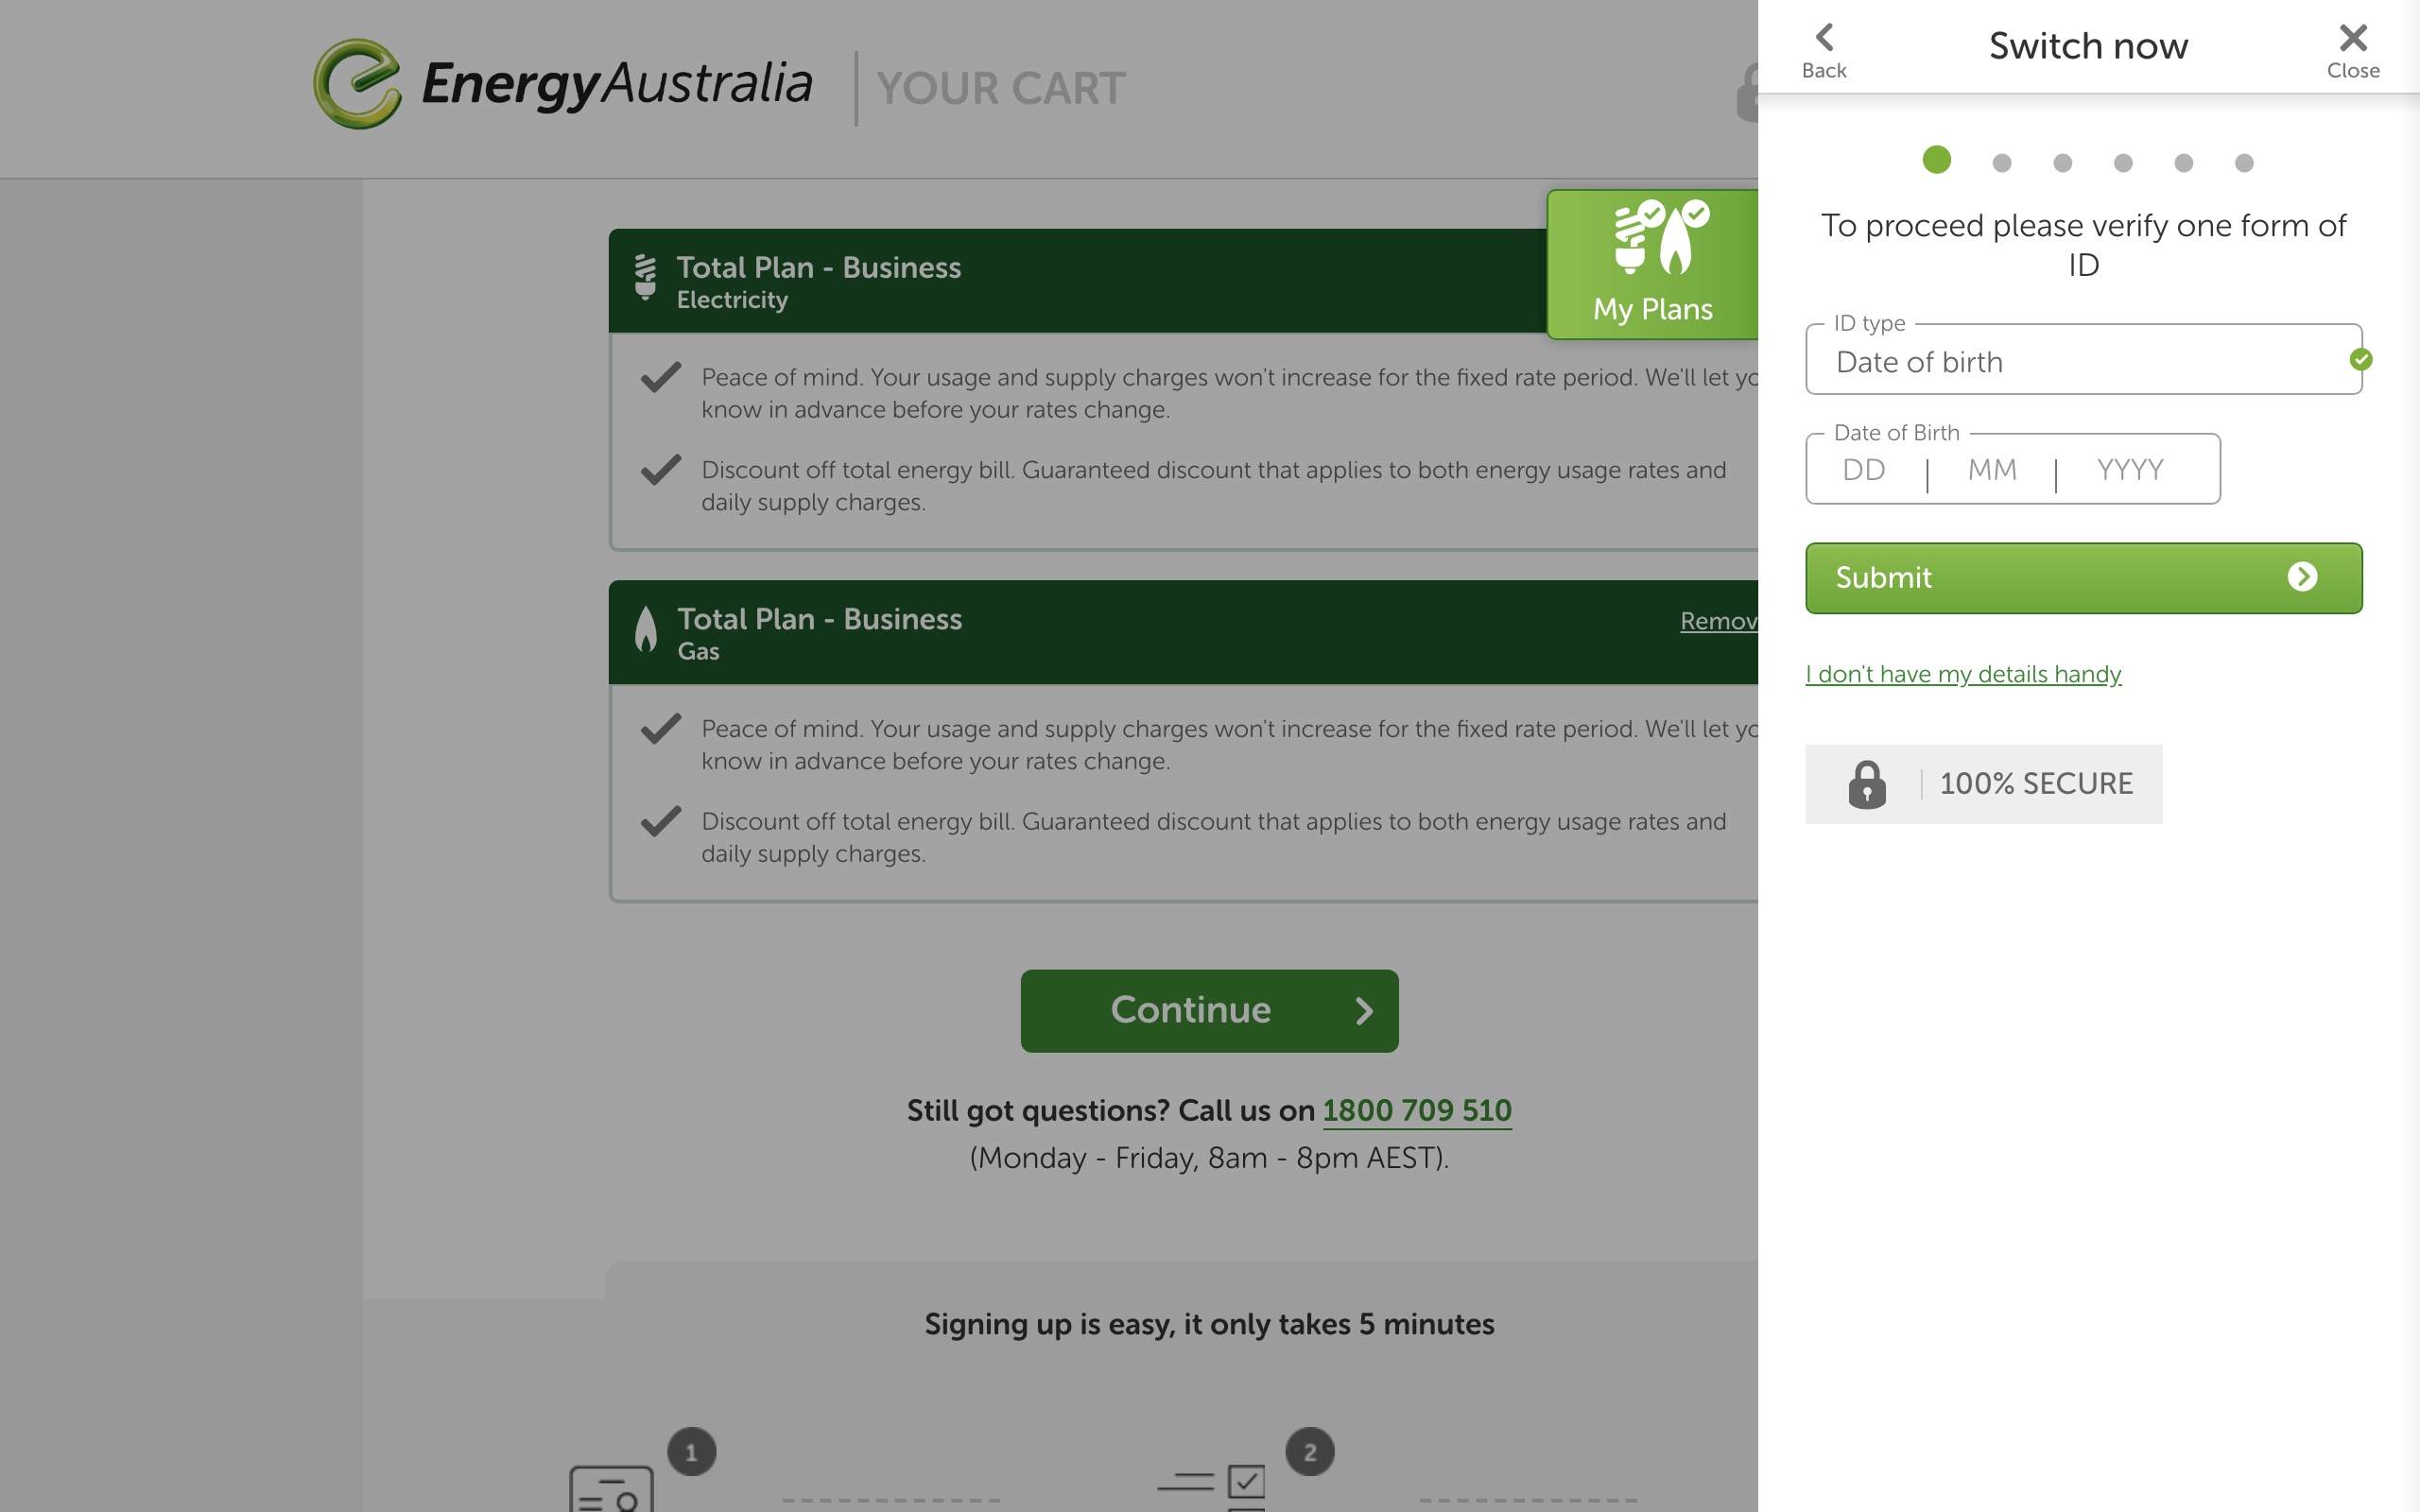 EnergyAustralia
YOUR CART
Total Plan - Business
Electricity
My Plans
Peace of mind. Your usage and supply charges won't increase for the fixed rate period. We'll let yo
know in advance before your rates change.
Discount off total energy bill. Guaranteed discount that applies to both energy usage rates and
daily supply charges.
Total Plan - Business
Remov
Gas
Peace of mind. Your usage and supply charges won't increase for the fixed rate period. We'll let yo
know in advance before your rates change.
Discount off total energy bill. Guaranteed discount that applies to both energy usage rates and
daily supply charges.
Continue
Still got questions? Call us on 1800 709 510
(Monday - Friday, 8am - 8pm AEST).
Signing up is easy, it only takes 5 minutes
1
2
Back
Switch now
Close
To proceed please verify one form of
ID
ID type
Date of birth
Date of Birth
DD | MM | YYYY
Submit
I don't have my details handy
100% SECURE